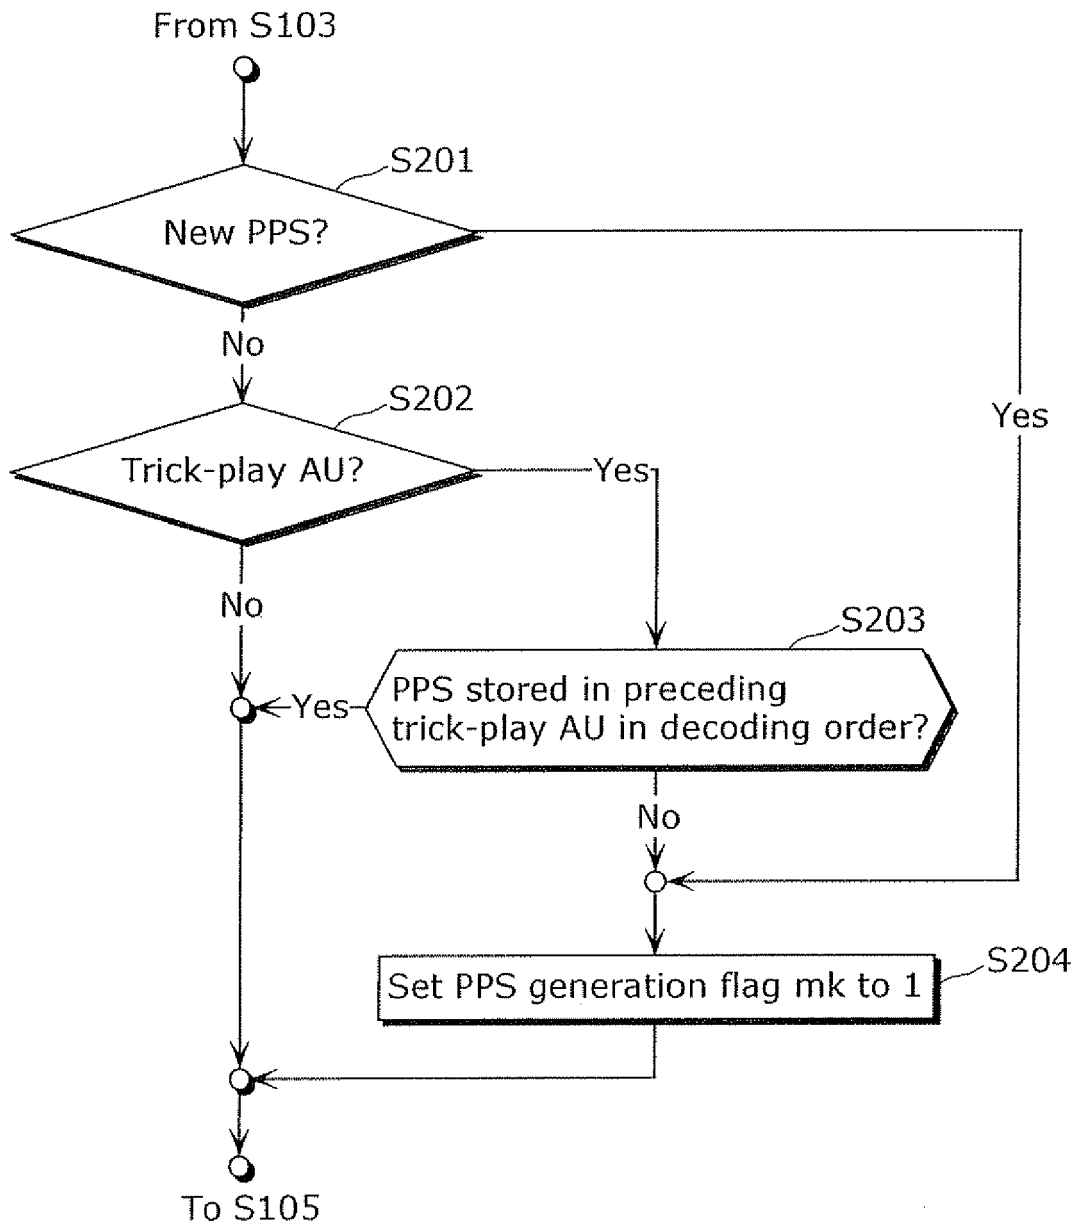 From S103
S201
New PPS?
No
S202
Yes
Trick-play AU?
Yes
No
S203
PPS stored in preceding
trick-play AU in decoding order?
Yes
No
S204
Set PPS generation flag mk to 1
To S105